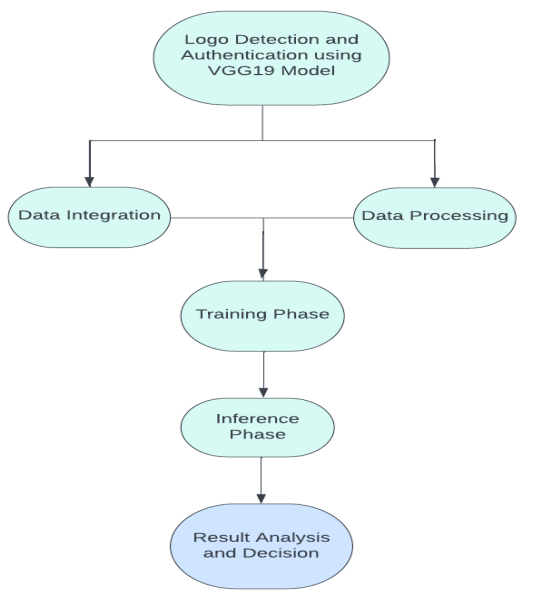 Logo Detection and
Authentication using
VGG19 Model
Data Integration
Data Processing
Training Phase
Inference
Phase
Result Analysis
and Decision